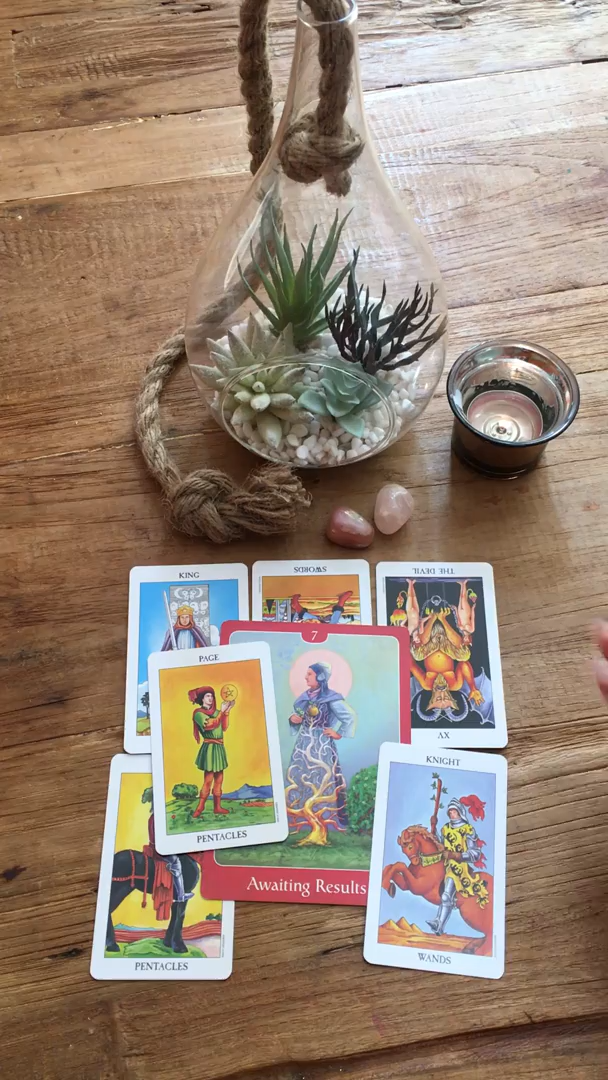 KING
SWORDS
THE DEVIL
XV
7
PAGE
PENTACLES
Awaiting Results
KNIGHT
WANDS
PENTACLES